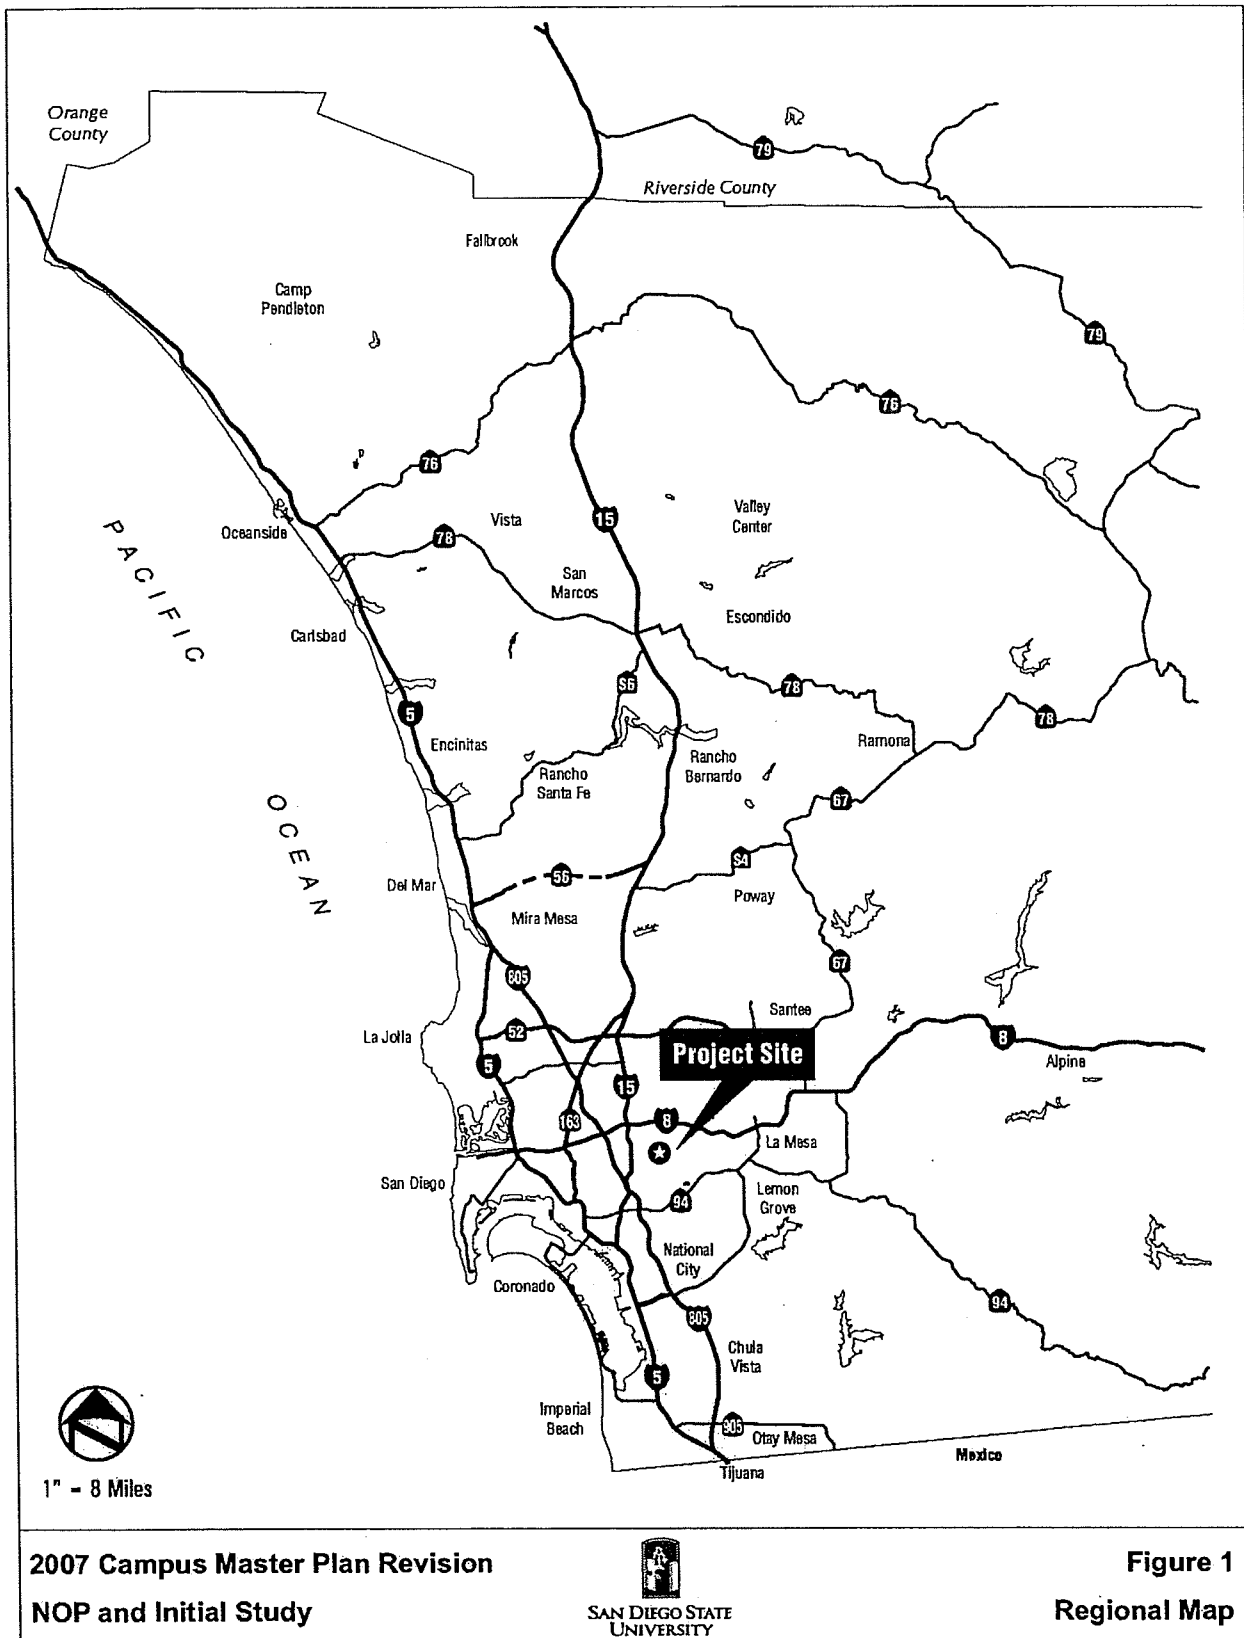 Orange
County
79
Riverside County
Fallbrook
Camp
Pendleton
79
76
76
Oceanside
Vista
15
Valley
Center
78
San
Marcos
Escondido
Carlsbad
PACIFIC
S6
78
5
78
Encinitas
Ramona
Rancho
Santa Fe
Rancho
Bernardo
67
OCEAN
S4
56
Del Mar
Poway
Mira Mesa
67
805
Santee
La Jolla
52
8
Project Site
Alpine
5
15
163
8
La Mesa
San Diego
94
Lemon
Grove
National
City
Coronado
94
805
Chula
Vista
5
Imperial
Beach
905
Otay Mesa
Mexico
Tijuana
1" = 8 Miles
2007 Campus Master Plan Revision
NOP and Initial Study
SAN DIEGO STATE
UNIVERSITY
Figure 1
Regional Map